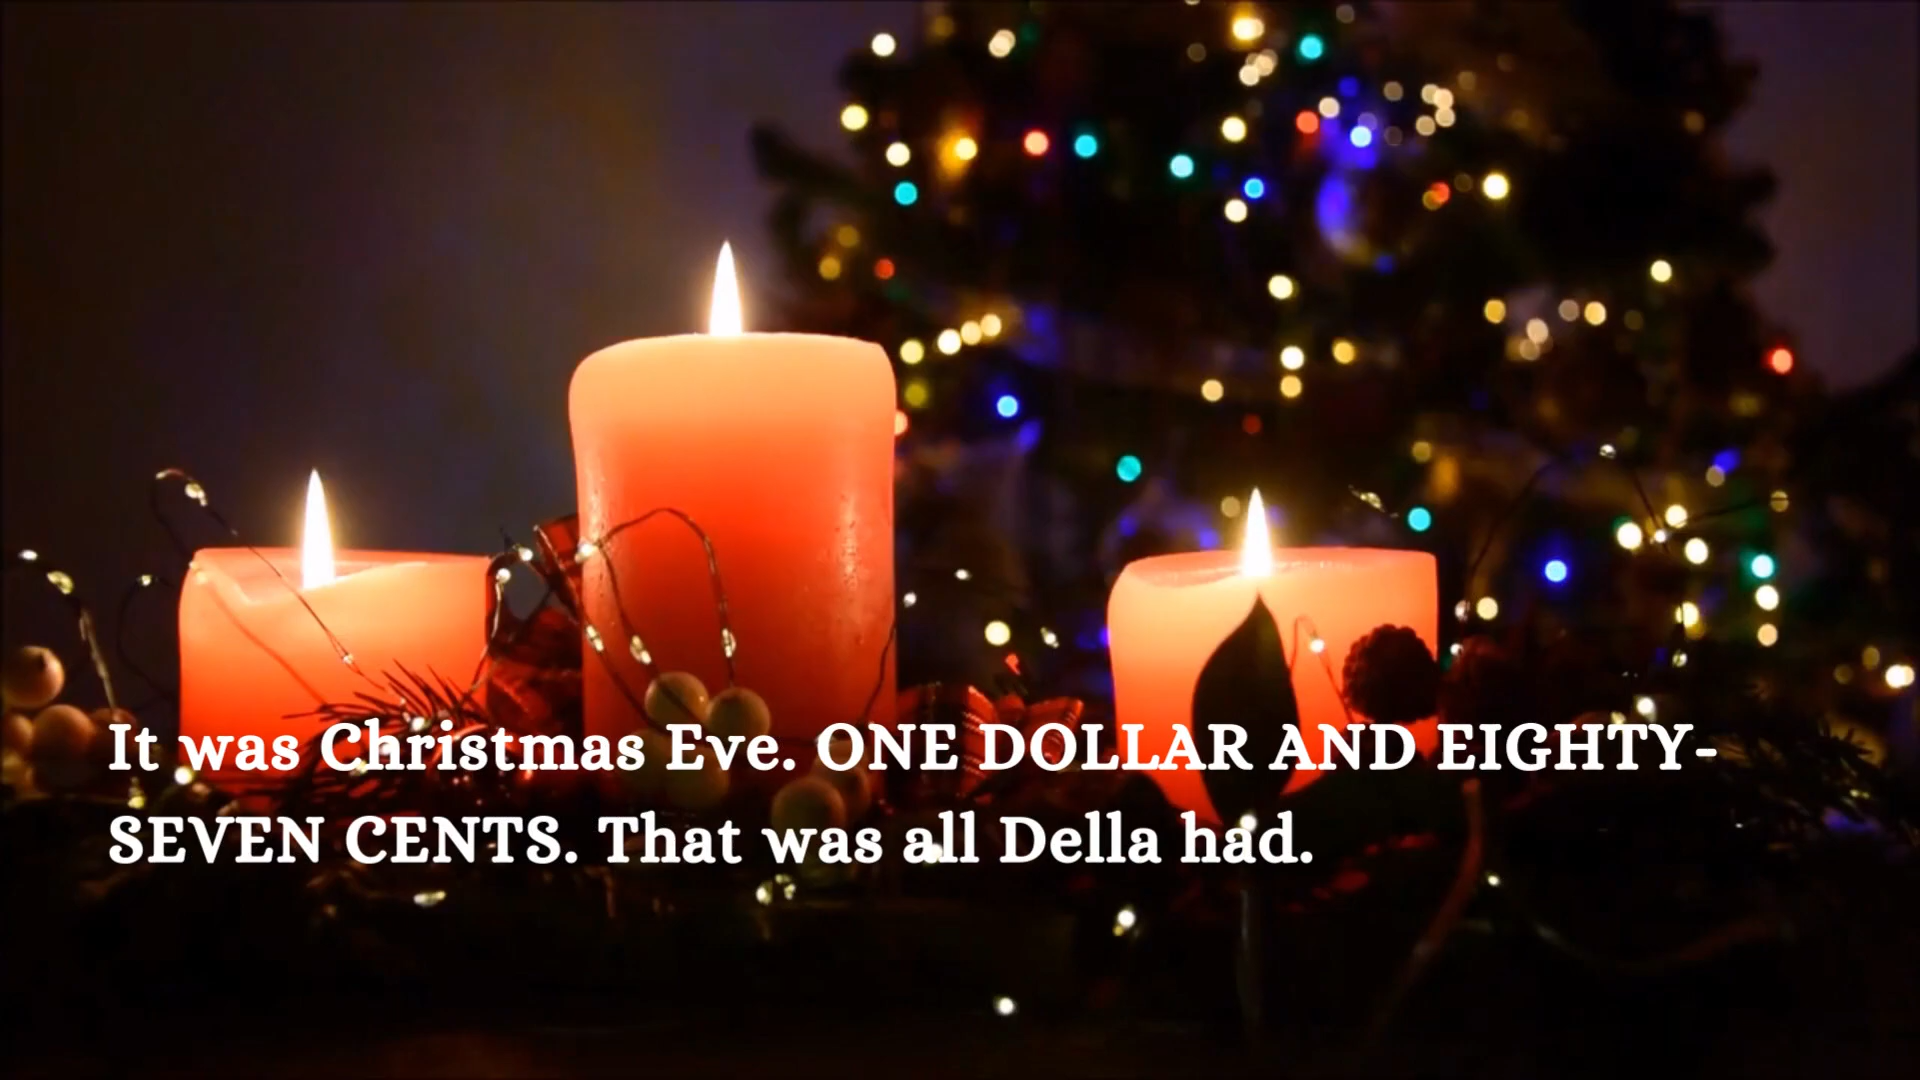 It was Christmas Eve. ONE DOLLAR AND EIGHTY-
SEVEN CENTS. That was all Della had.